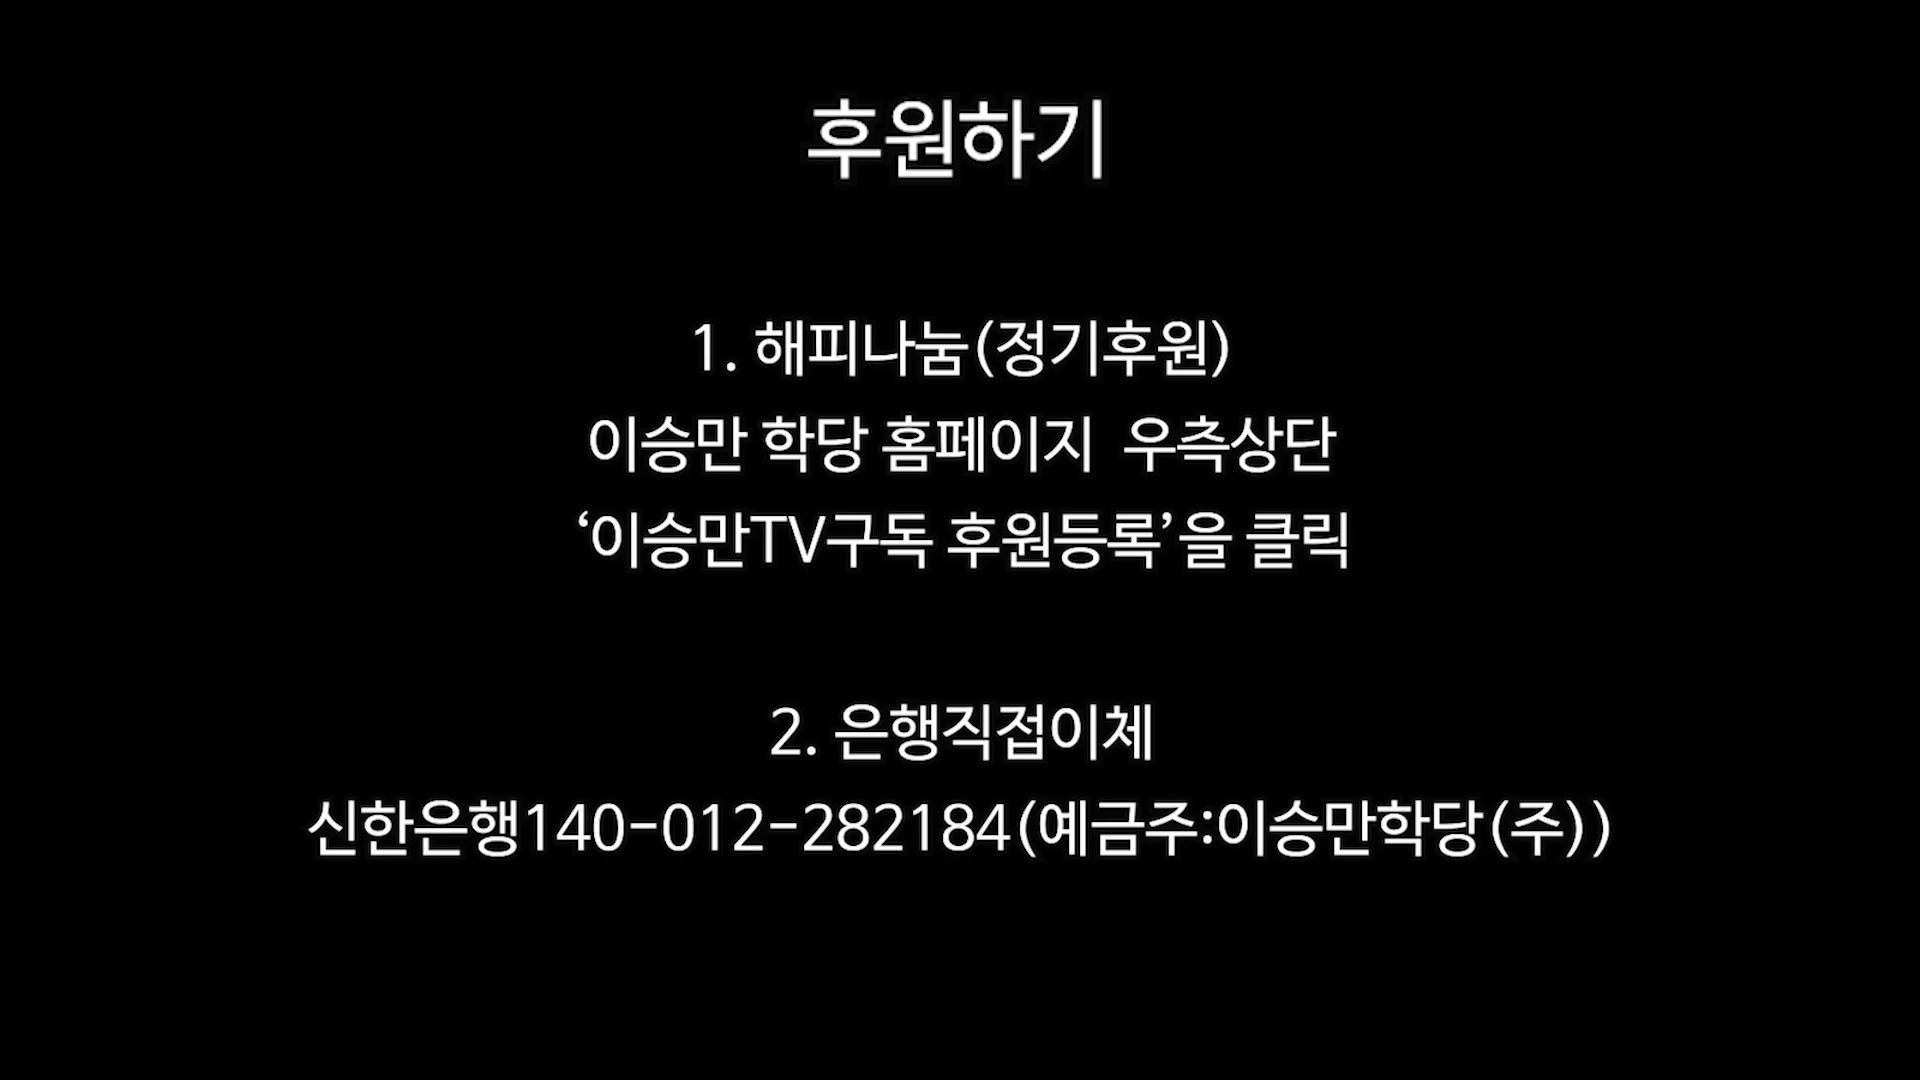 후원하기
1. 해피나눔(정기후원)
이승만 학당 홈페이지 우측상단
‘이승만TV구독 후원등록’을 클릭
2. 은행직접이체
신한은행140-012-282184(예금주:이승만학당(주))